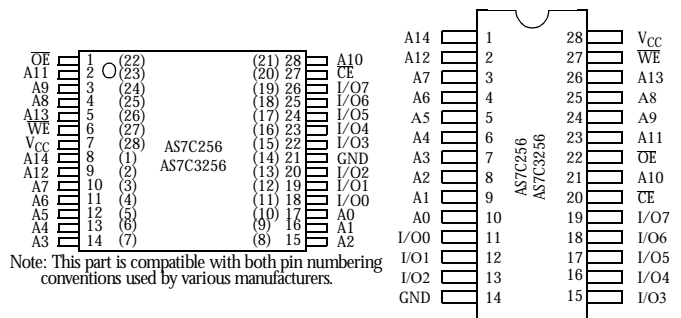 OE 1 (22) (21) 28 A10
A11 2 (23) (20) 27 CE
A9 3 (24) (19) 26 I/O7
A8 4 (25) (18) 25 I/O6
A13 5 (26) (17) 24 I/O5
WE 6 (27) (16) 23 I/O4
VCC 7 (28) (15) 22 I/O3
A14 8 (1) (14) 21 GND
A12 9 (2) (13) 20 I/O2
A7 10 (3) (12) 19 I/O1
A6 11 (4) (11) 18 I/O0
A5 12 (5) (10) 17 A0
A4 13 (6) (9) 16 A1
A3 14 (7) (8) 15 A2
AS7C256
AS7C3256
Note: This part is compatible with both pin numbering
conventions used by various manufacturers.
A14 1 28 VCC
A12 2 27 WE
A7 3 26 A13
A6 4 25 A8
A5 5 24 A9
A4 6 23 A11
A3 7 22 OE
A2 8 21 A10
A1 9 20 CE
A0 10 19 I/O7
I/O0 11 18 I/O6
I/O1 12 17 I/O5
I/O2 13 16 I/O4
GND 14 15 I/O3
AS7C256
AS7C3256